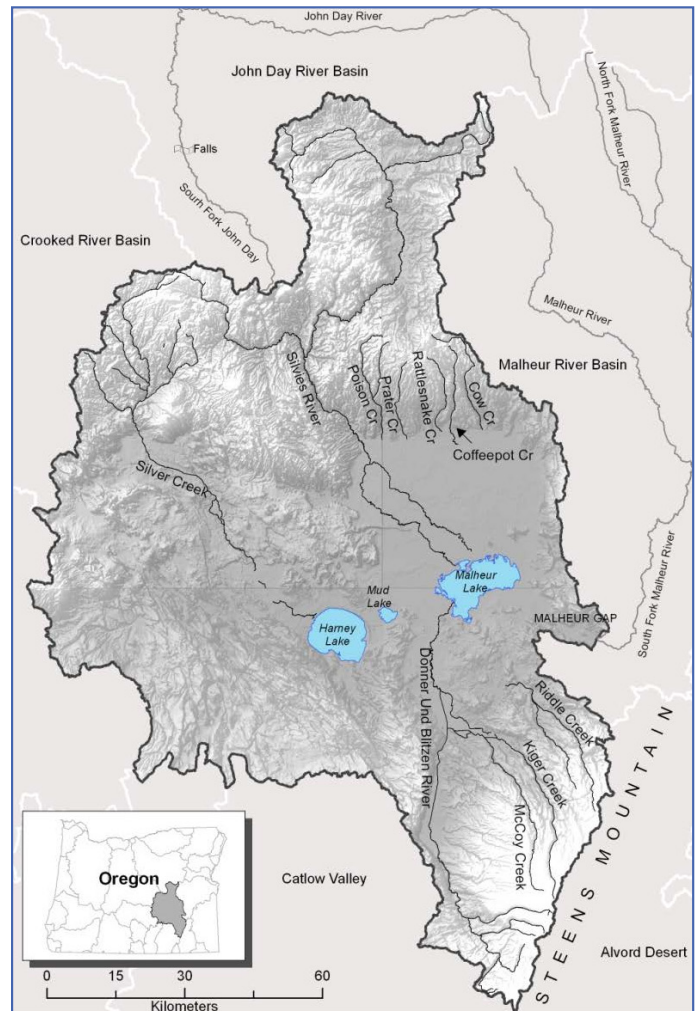 John Day River
John Day River Basin
North Fork Malheur River
Falls
Sourh Fork John Day
Crooked River Basin
Malheur River
Malheur River Basin
Silvies River
Poison Cr
Prater Cr
Rattlesnake Cr
Cow Cr
Coffeepot Cr
Silver Creek
Malheur
Lake
Mud
Lake
Harney
Lake
MALHEUR GAP
South Fork Malheur River
Donner Und Blitzen River
Riddle Creek
Kiger Creek
McCoy Creek
STEENS MOUNTAIN
Oregon
Catlow Valley
Alvord Desert
0 15 30 60
Kilometers